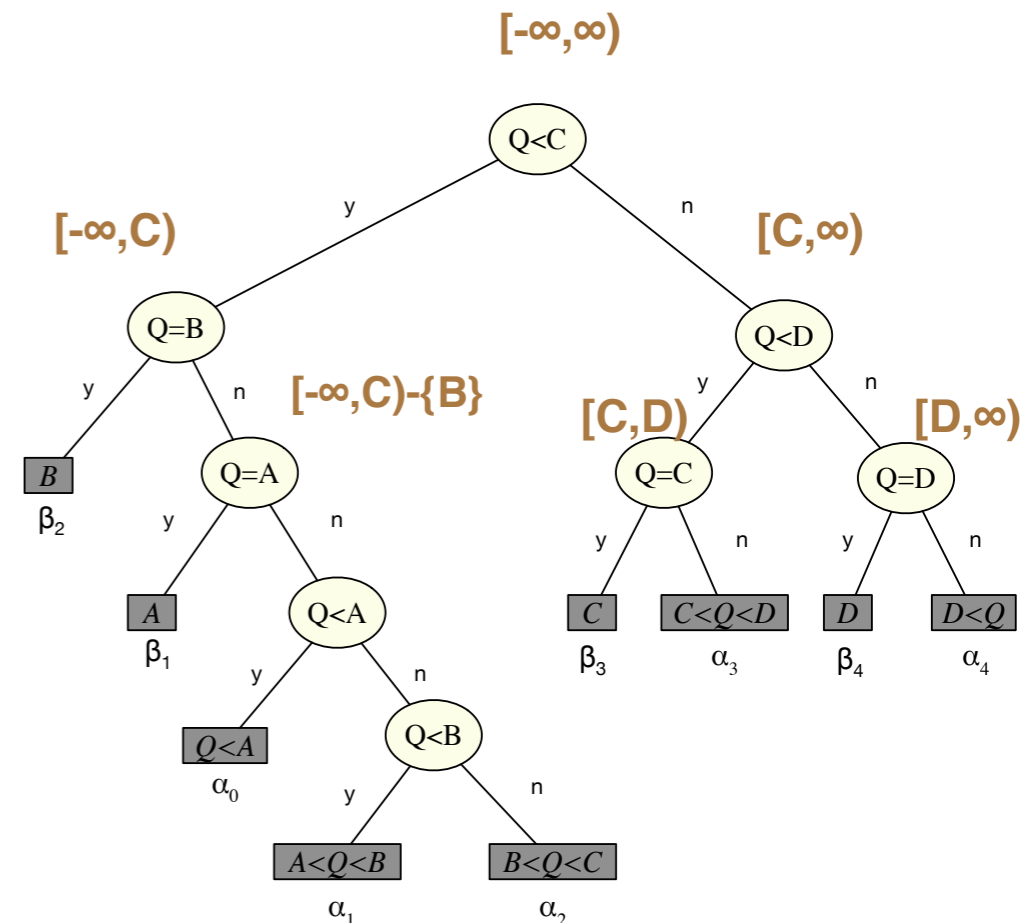 [-∞,∞)
Q<C
y
n
[-∞,C)
[C,∞)
Q=B
Q<D
y
n
[-∞,C)-{B}
y
n
[C,D)
[D,∞)
B
β₂
Q=A
Q=C
Q=D
y
n
y
n
y
n
A
β₁
Q<A
C
β₃
C<Q<D
α₃
D
β₄
D<Q
α₄
y
n
Q<A
α₀
Q<B
y
n
A<Q<B
α₁
B<Q<C
α₂